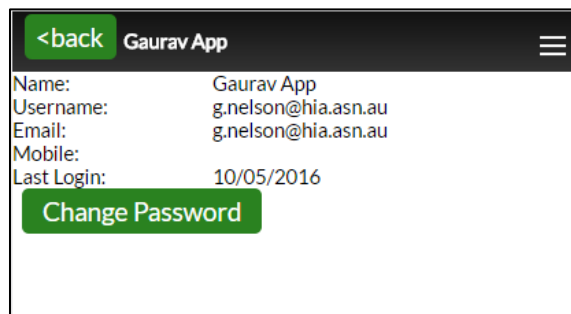 <back Gaurav App
Name: Gaurav App
Username: g.nelson@hia.asn.au
Email: g.nelson@hia.asn.au
Mobile:
Last Login: 10/05/2016
Change Password